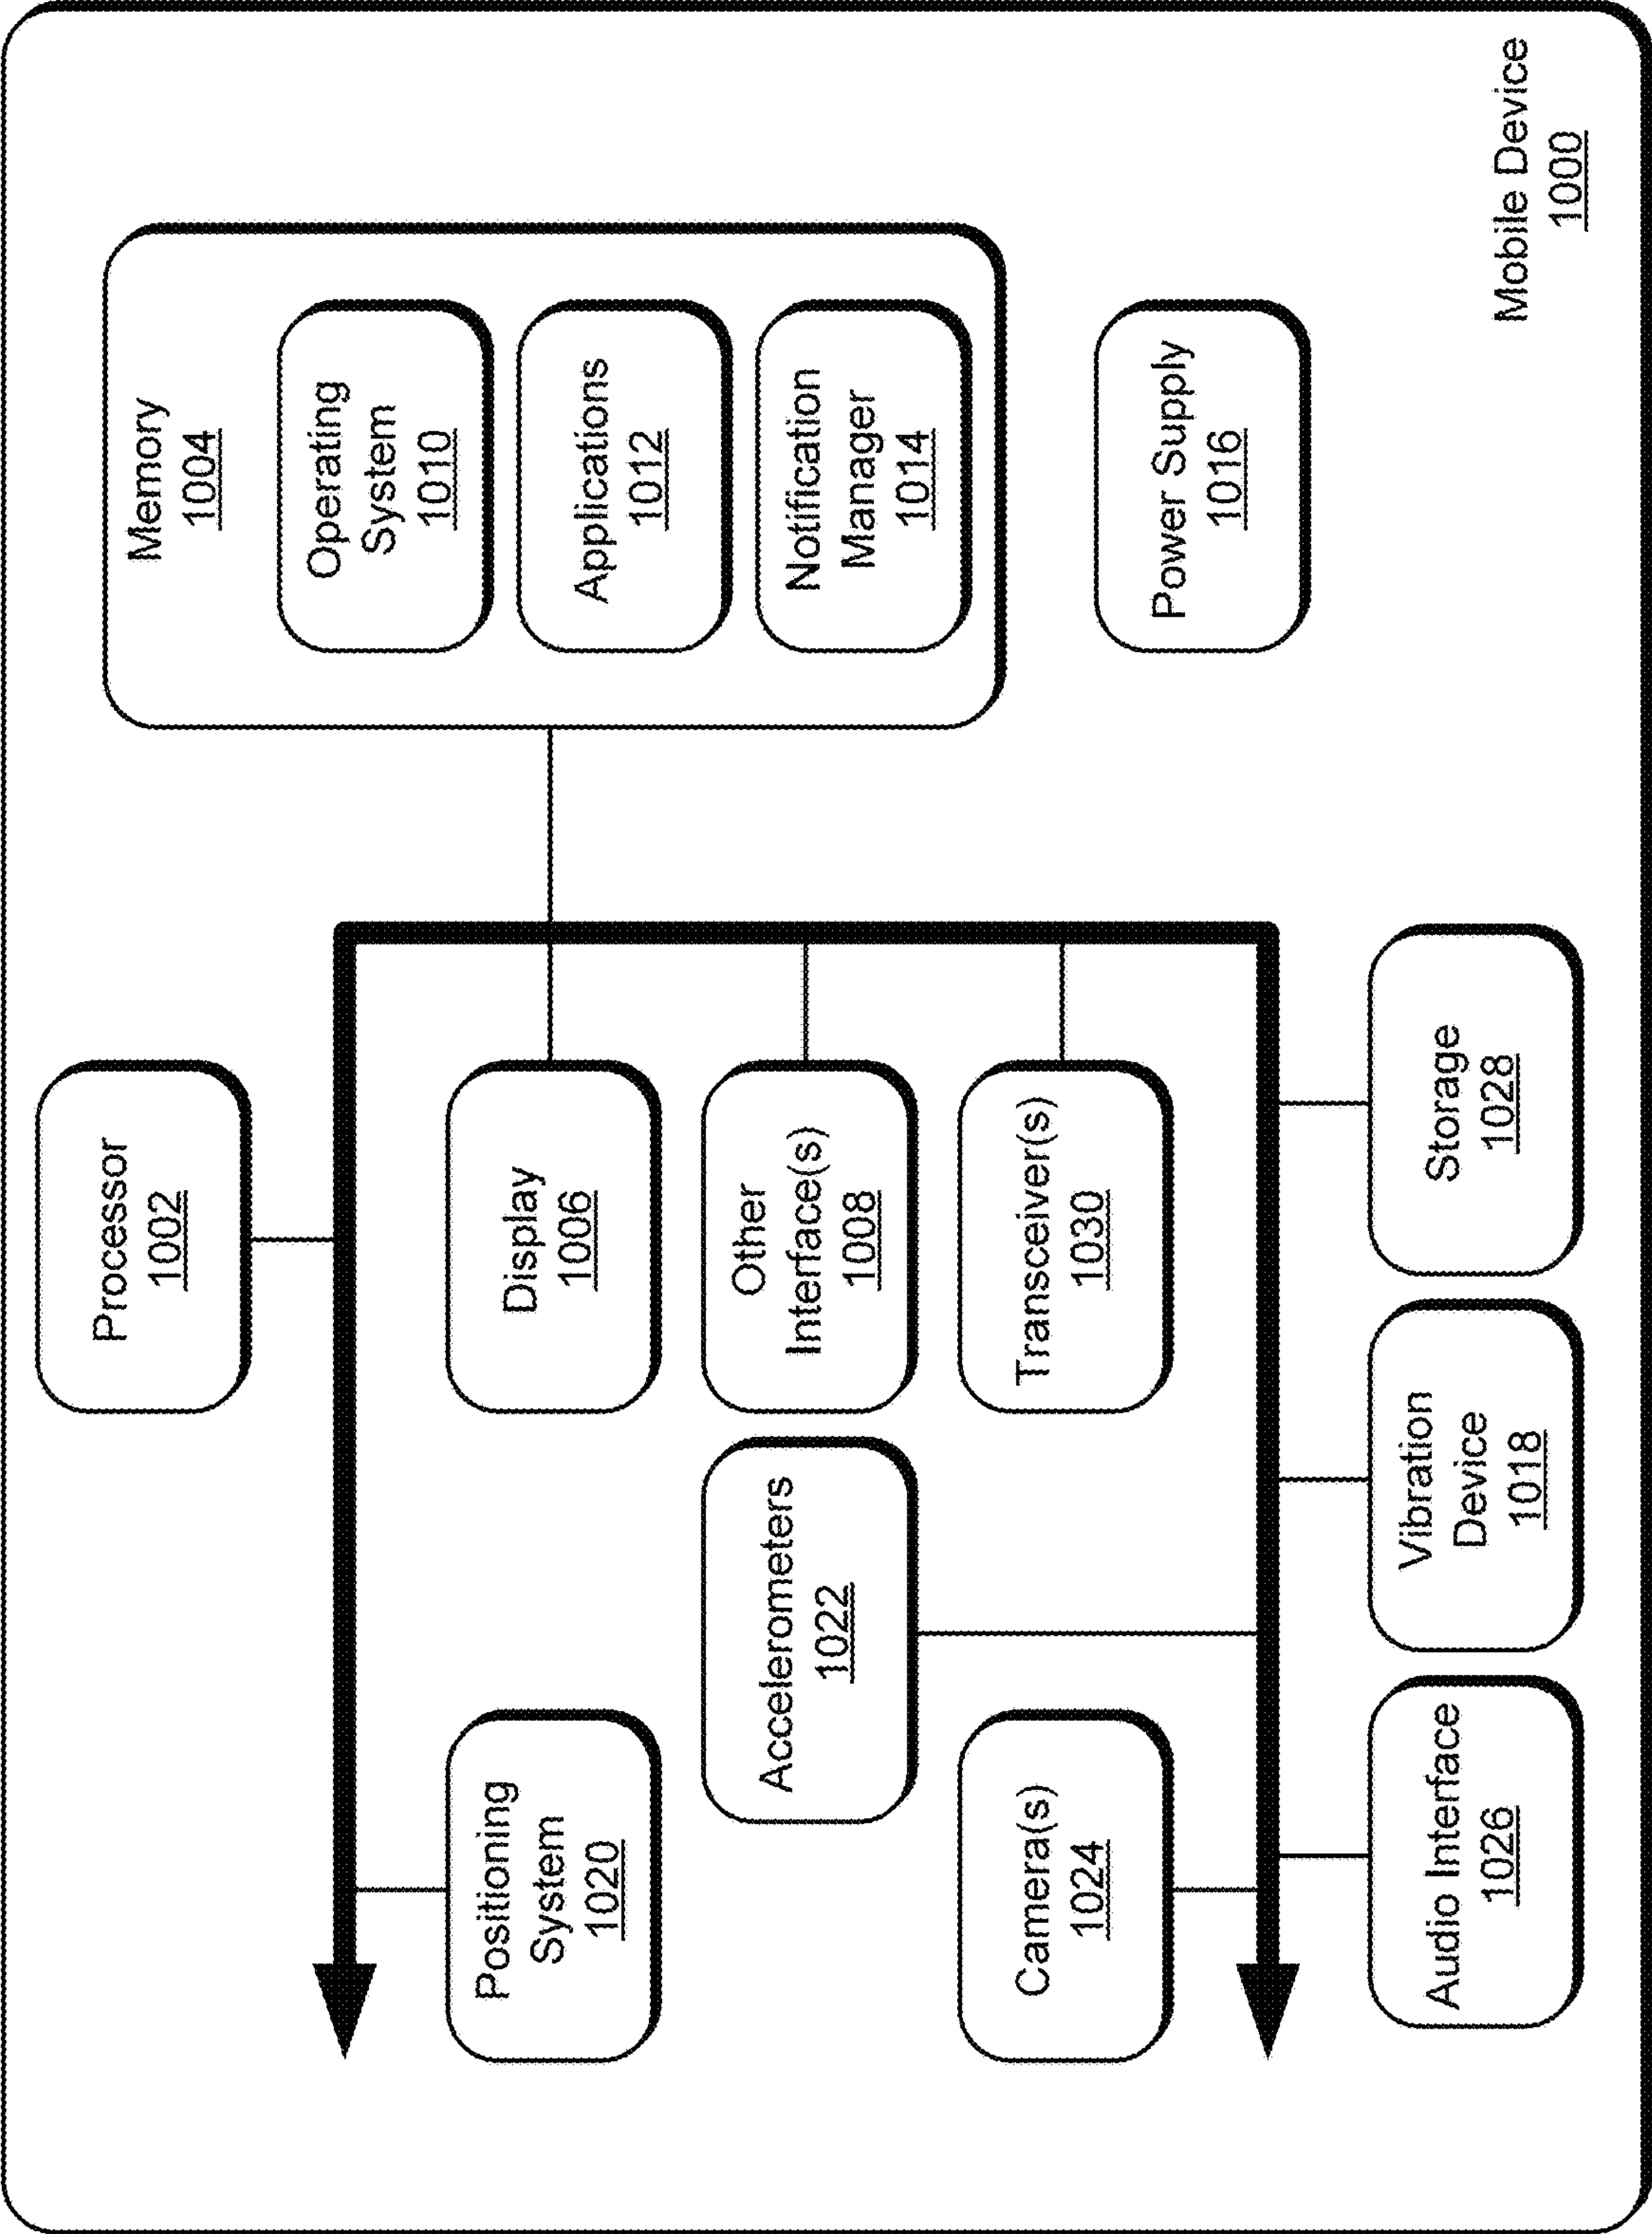 Processor
1002
Memory
1004
Operating
System
1010
Applications
1012
Notification
Manager
1014
Positioning
System
1020
Display
1006
Accelerometers
1022
Other
Interface(s)
1008
Camera(s)
1024
Transceiver(s)
1030
Power Supply
1016
Audio Interface
1026
Vibration
Device
1018
Storage
1028
Mobile Device
1000